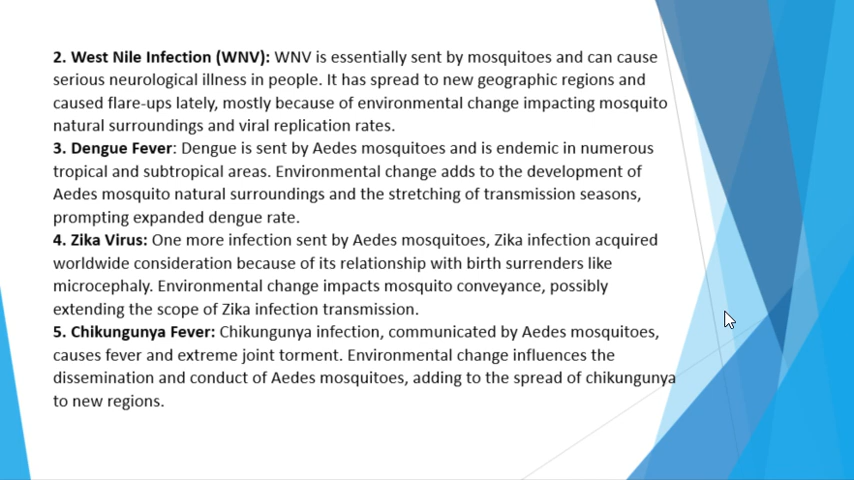 2. West Nile Infection (WNV): WNV is essentially sent by mosquitoes and can cause
serious neurological illness in people. It has spread to new geographic regions and
caused flare-ups lately, mostly because of environmental change impacting mosquito
natural surroundings and viral replication rates.
3. Dengue Fever: Dengue is sent by Aedes mosquitoes and is endemic in numerous
tropical and subtropical areas. Environmental change adds to the development of
Aedes mosquito natural surroundings and the stretching of transmission seasons,
prompting expanded dengue rate.
4. Zika Virus: One more infection sent by Aedes mosquitoes, Zika infection acquired
worldwide consideration because of its relationship with birth surrenders like
microcephaly. Environmental change impacts mosquito conveyance, possibly
extending the scope of Zika infection transmission.
5. Chikungunya Fever: Chikungunya infection, communicated by Aedes mosquitoes,
causes fever and extreme joint torment. Environmental change influences the
dissemination and conduct of Aedes mosquitoes, adding to the spread of chikungunya
to new regions.